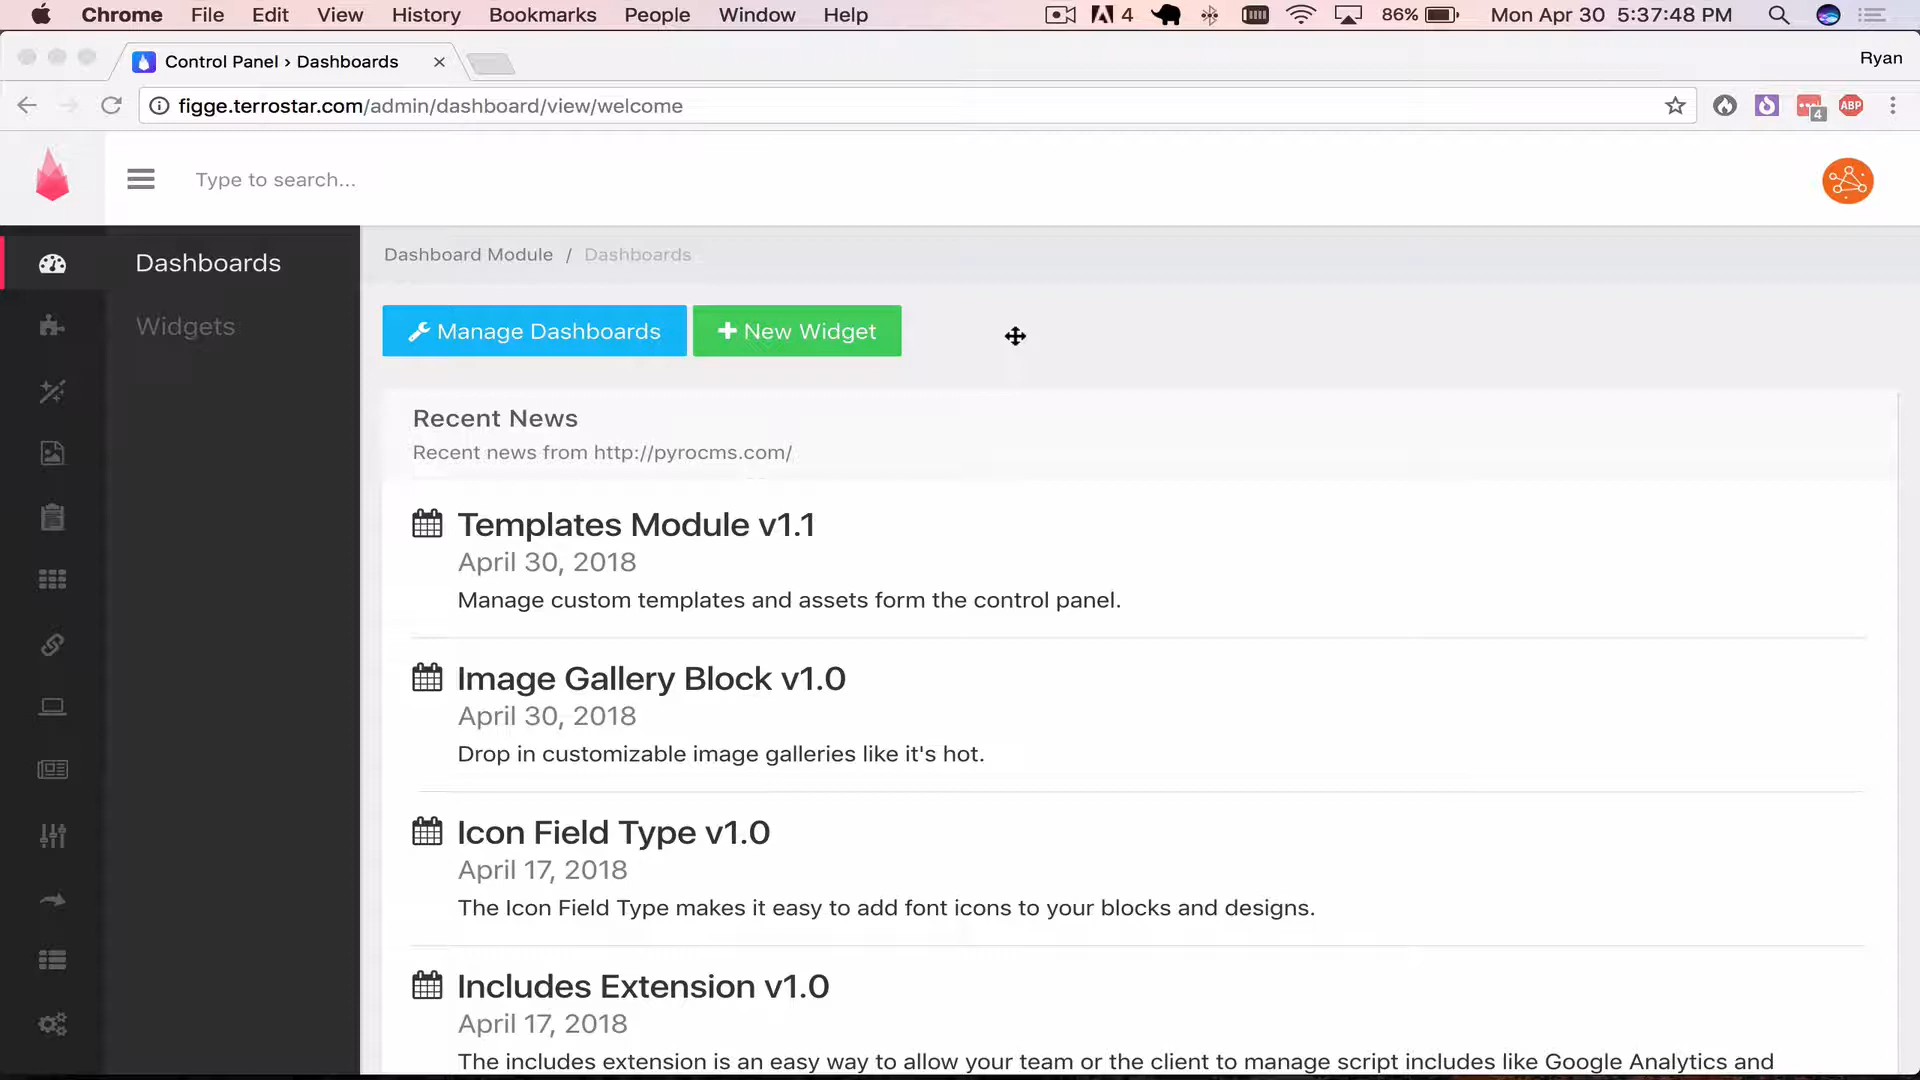 Chrome File Edit View History Bookmarks People Window Help 4 86% Mon Apr 30 5:37:48 PM
Control Panel › Dashboards Ryan
figge.terrostar.com/admin/dashboard/view/welcome 4 ABP
Type to search...
Dashboards
Widgets
Dashboard Module / Dashboards
Manage Dashboards New Widget
Recent News
Recent news from http://pyrocms.com/
Templates Module v1.1
April 30, 2018
Manage custom templates and assets form the control panel.
Image Gallery Block v1.0
April 30, 2018
Drop in customizable image galleries like it's hot.
Icon Field Type v1.0
April 17, 2018
The Icon Field Type makes it easy to add font icons to your blocks and designs.
Includes Extension v1.0
April 17, 2018
The includes extension is an easy way to allow your team or the client to manage script includes like Google Analytics and